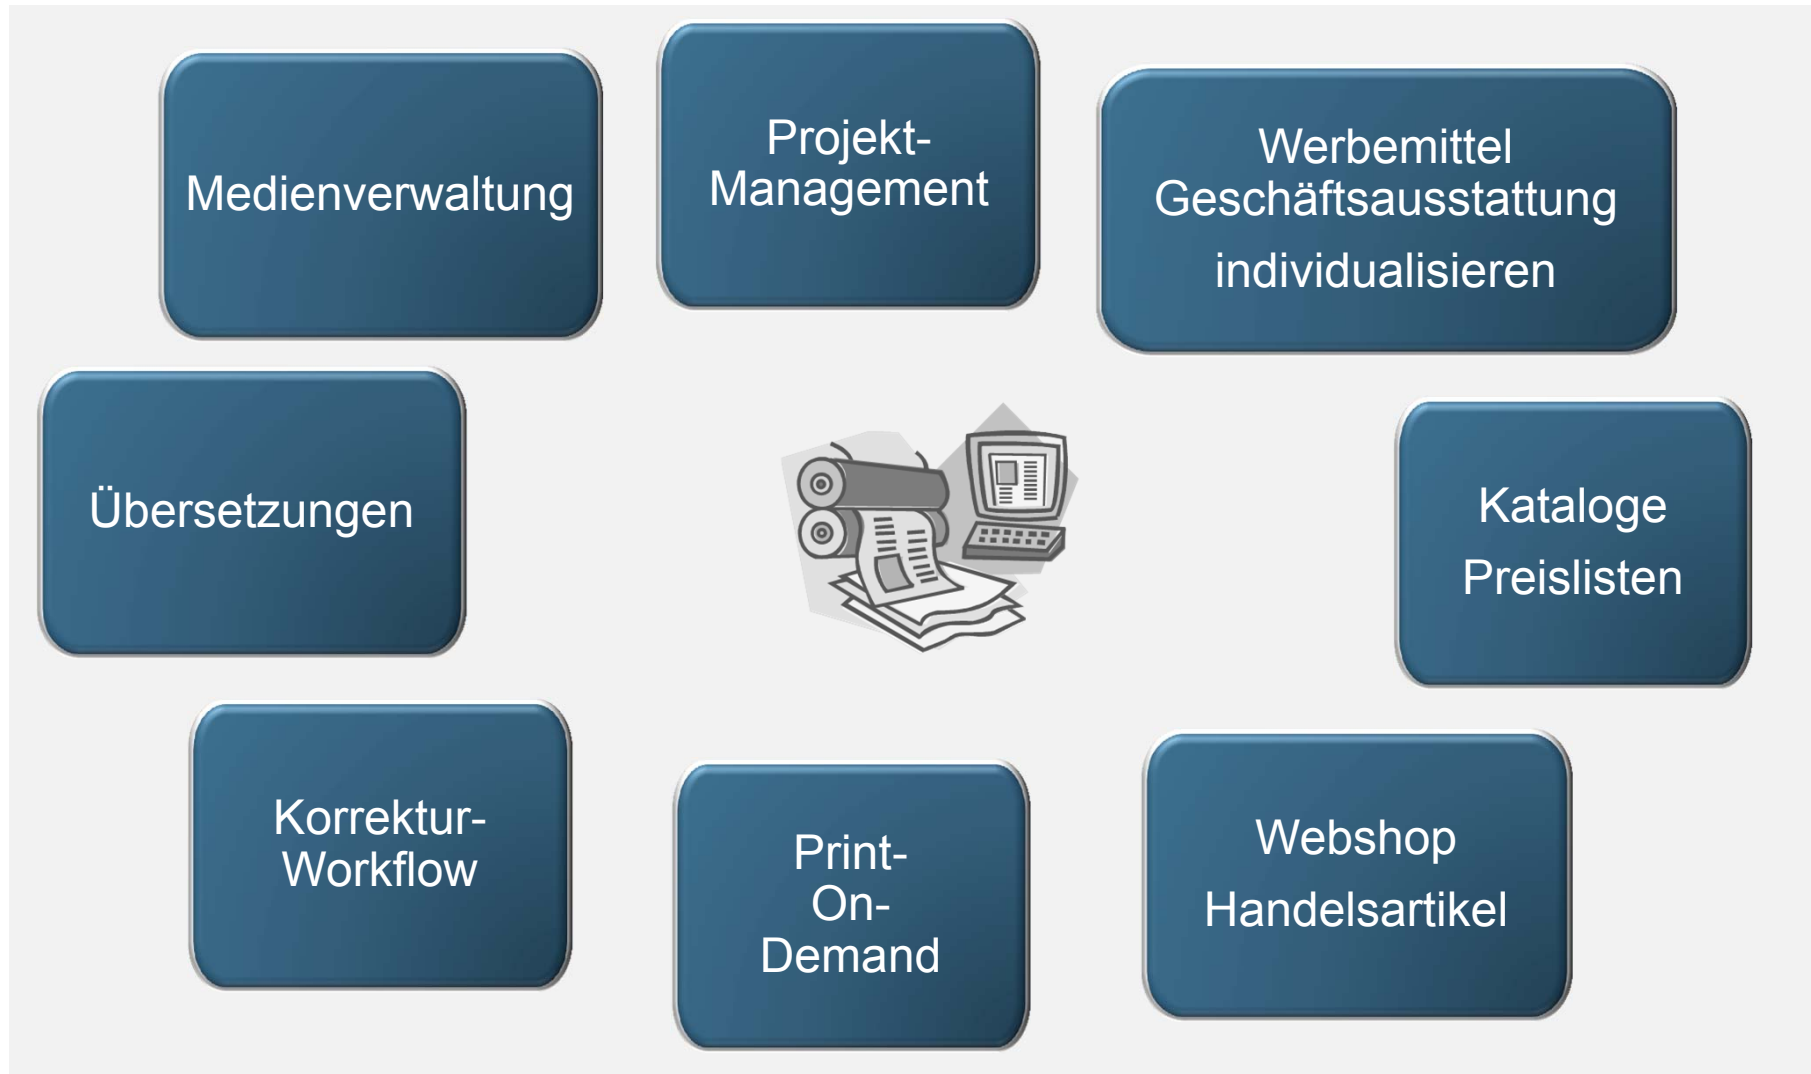 Medienverwaltung
Projekt-
Management
Werbemittel
Geschäftsausstattung
individualisieren
Übersetzungen
Kataloge
Preislisten
Korrektur-
Workflow
Print-
On-
Demand
Webshop
Handelsartikel